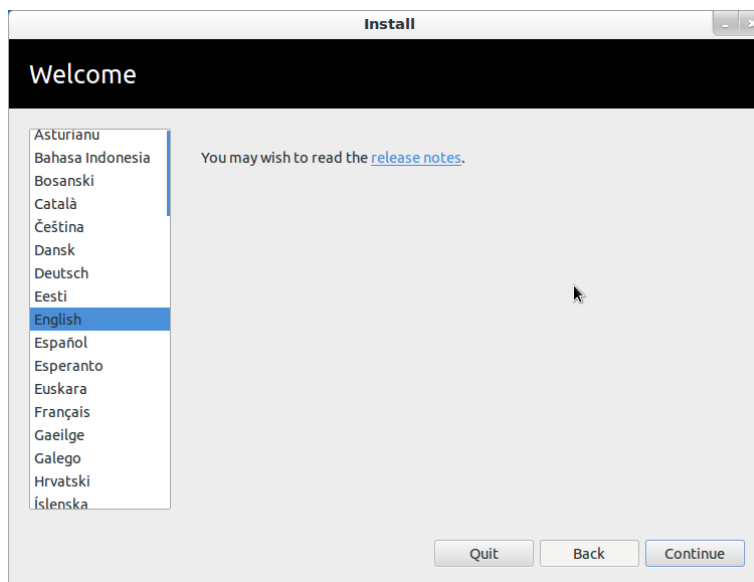 Install
Welcome
Asturianu
Bahasa Indonesia
Bosanski
Català
Čeština
Dansk
Deutsch
Eesti
English
Español
Esperanto
Euskara
Français
Gaeilge
Galego
Hrvatski
Íslenska
You may wish to read the release notes.
Quit
Back
Continue